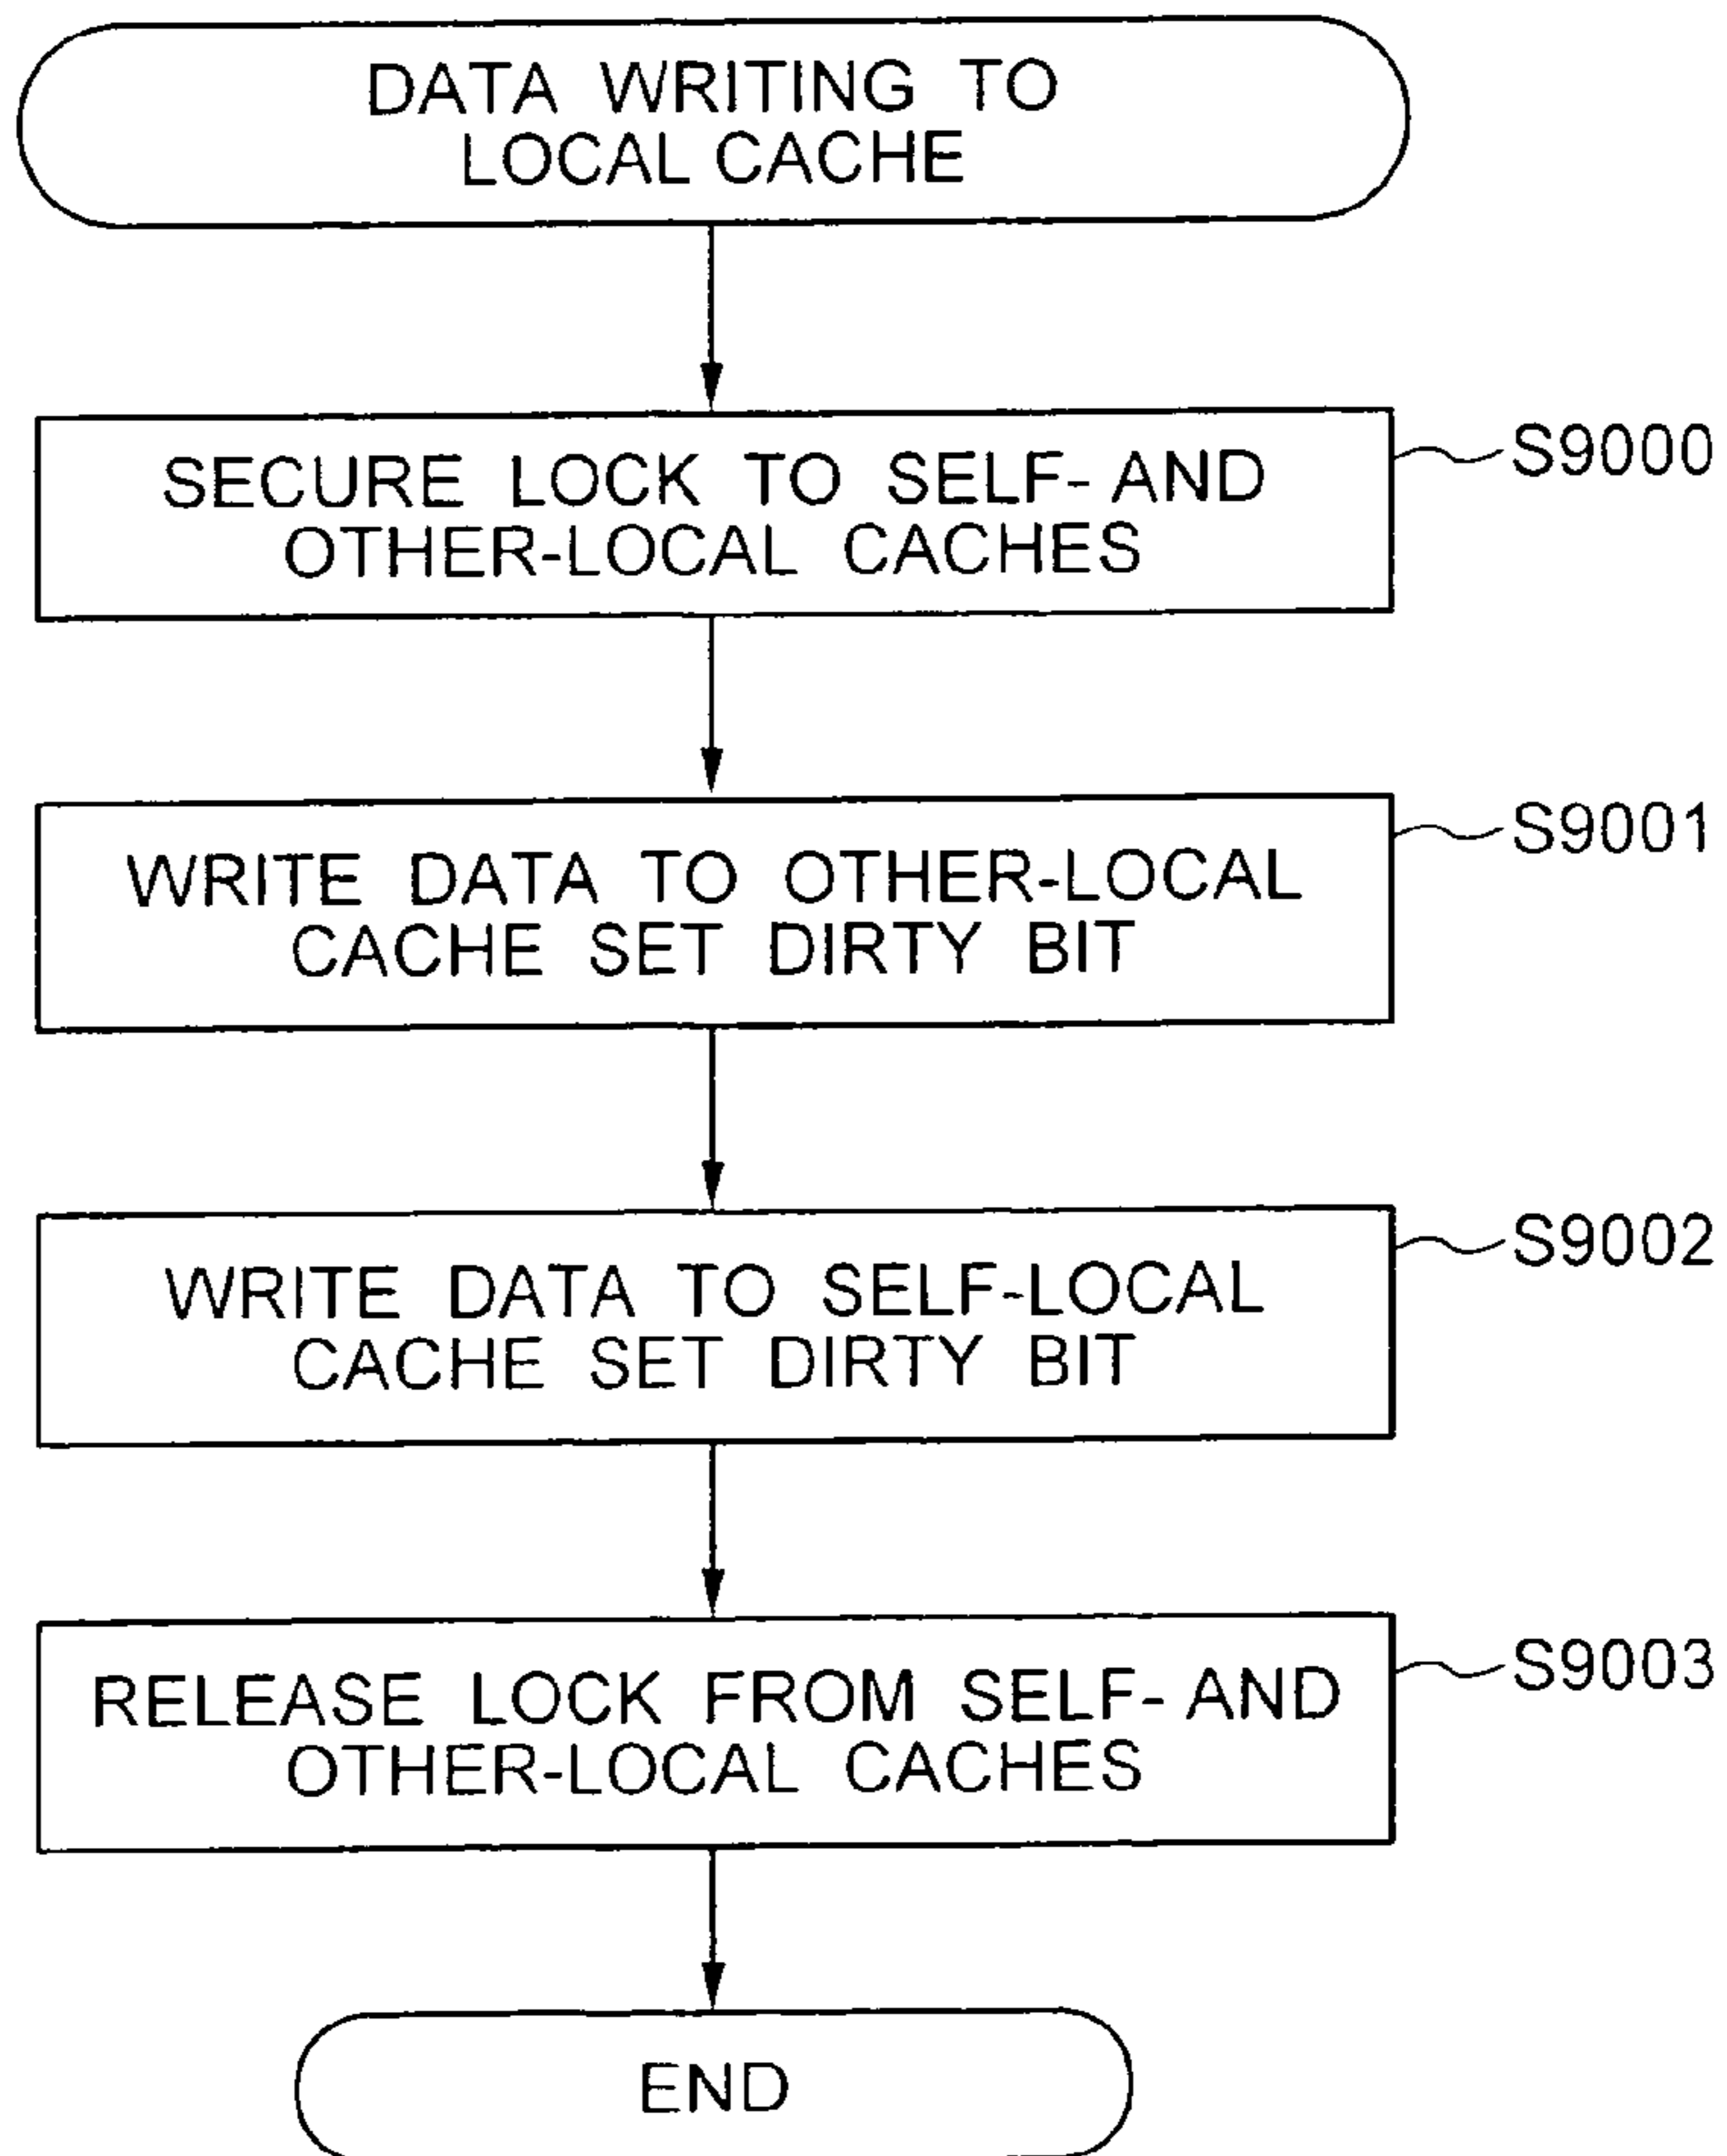 DATA WRITING TO
LOCAL CACHE
SECURE LOCK TO SELF- AND
OTHER-LOCAL CACHES
S9000
WRITE DATA TO OTHER-LOCAL
CACHE SET DIRTY BIT
S9001
WRITE DATA TO SELF-LOCAL
CACHE SET DIRTY BIT
S9002
RELEASE LOCK FROM SELF- AND
OTHER-LOCAL CACHES
S9003
END